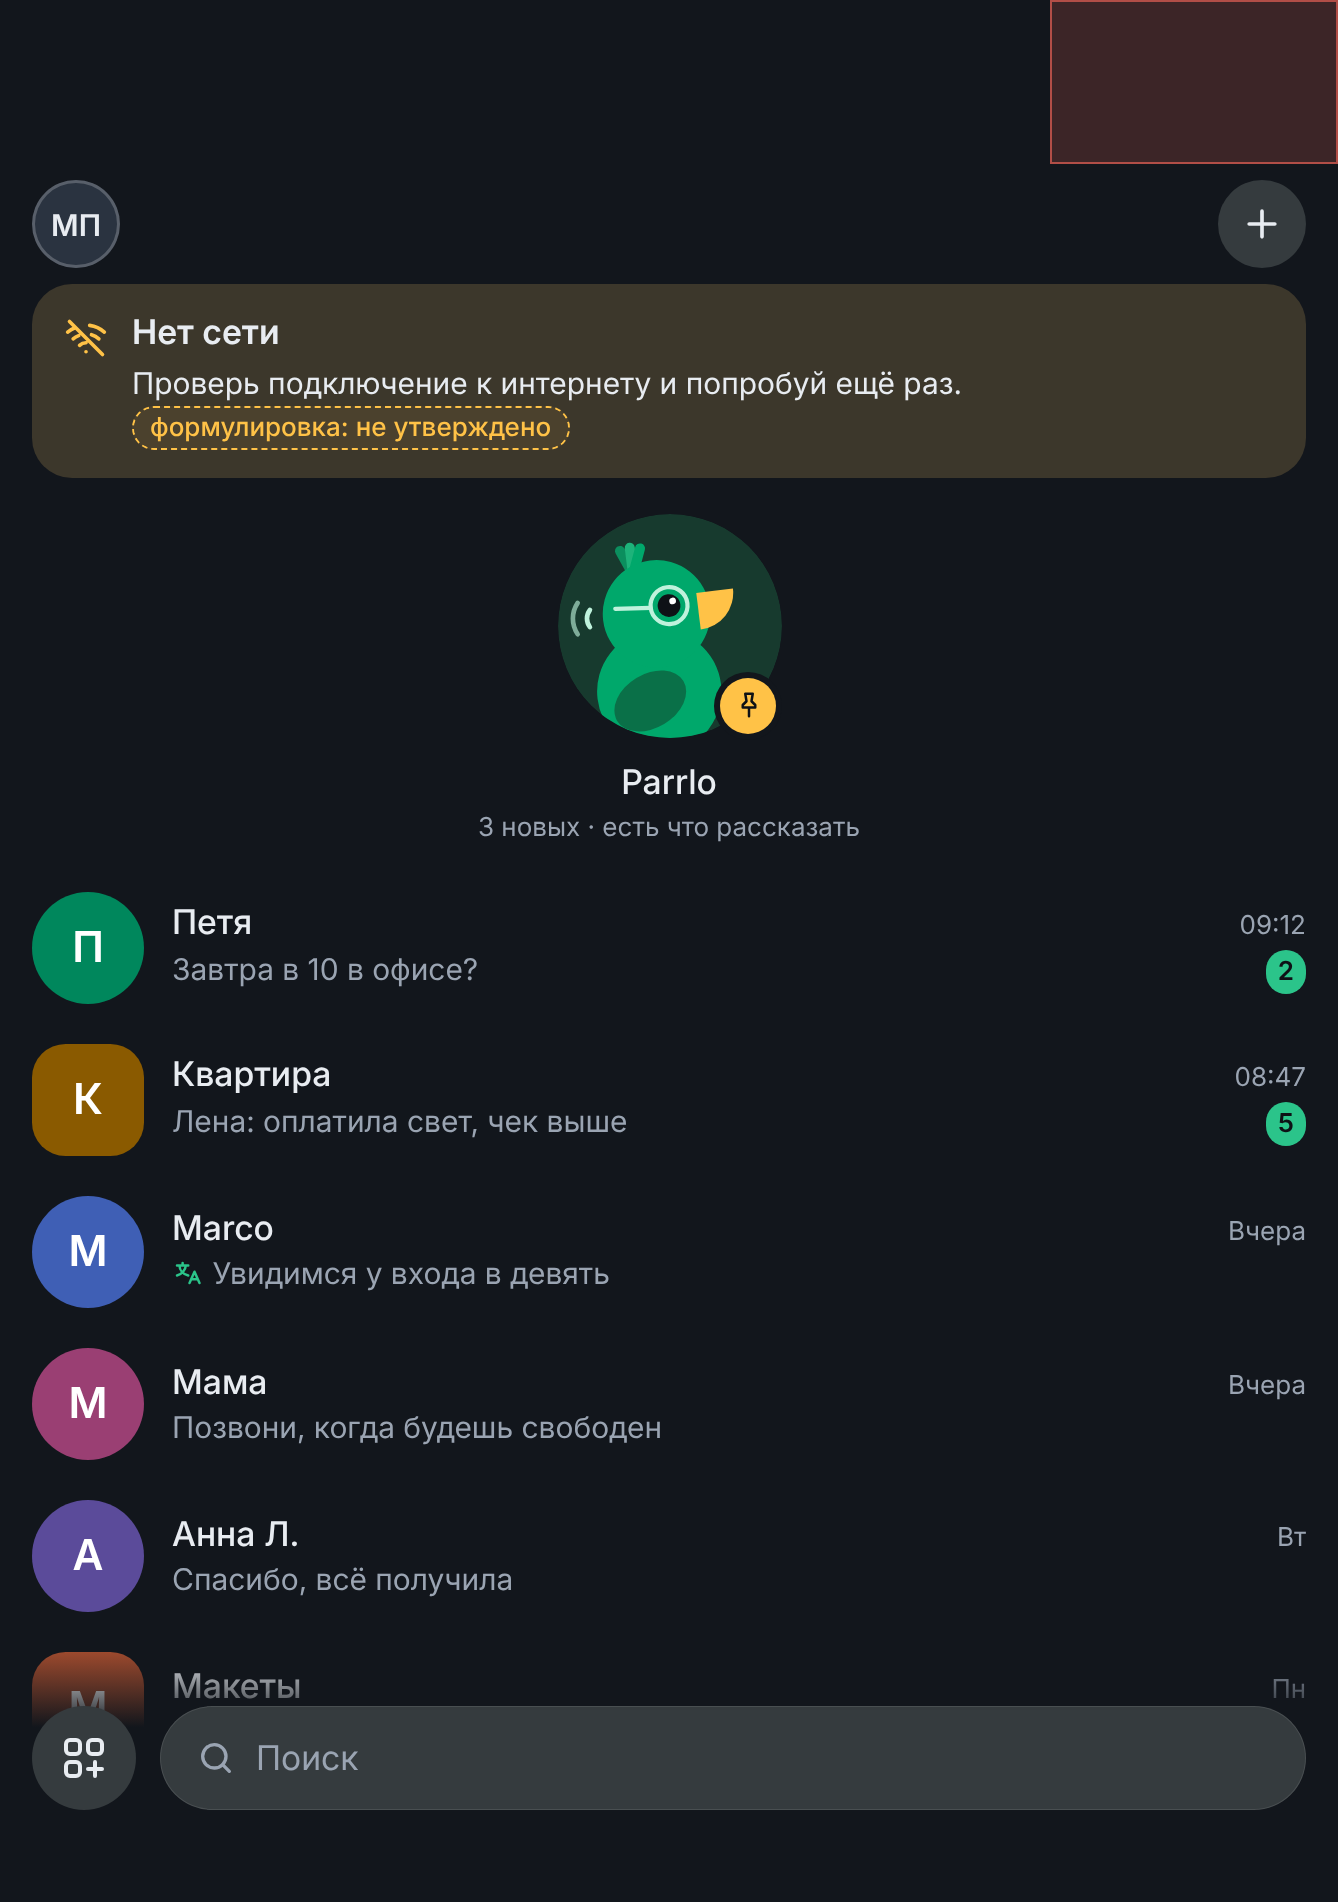 МП
Нет сети
Проверь подключение к интернету и попробуй ещё раз.
формулировка: не утверждено
Parrlo
3 новых · есть что рассказать
П
Петя
09:12
Завтра в 10 в офисе?
2
К
Квартира
08:47
Лена: оплатила свет, чек выше
5
M
Marco
Вчера
Увидимся у входа в девять
М
Мама
Вчера
Позвони, когда будешь свободен
А
Анна Л.
Вт
Спасибо, всё получила
М
Макеты
Пн
Поиск